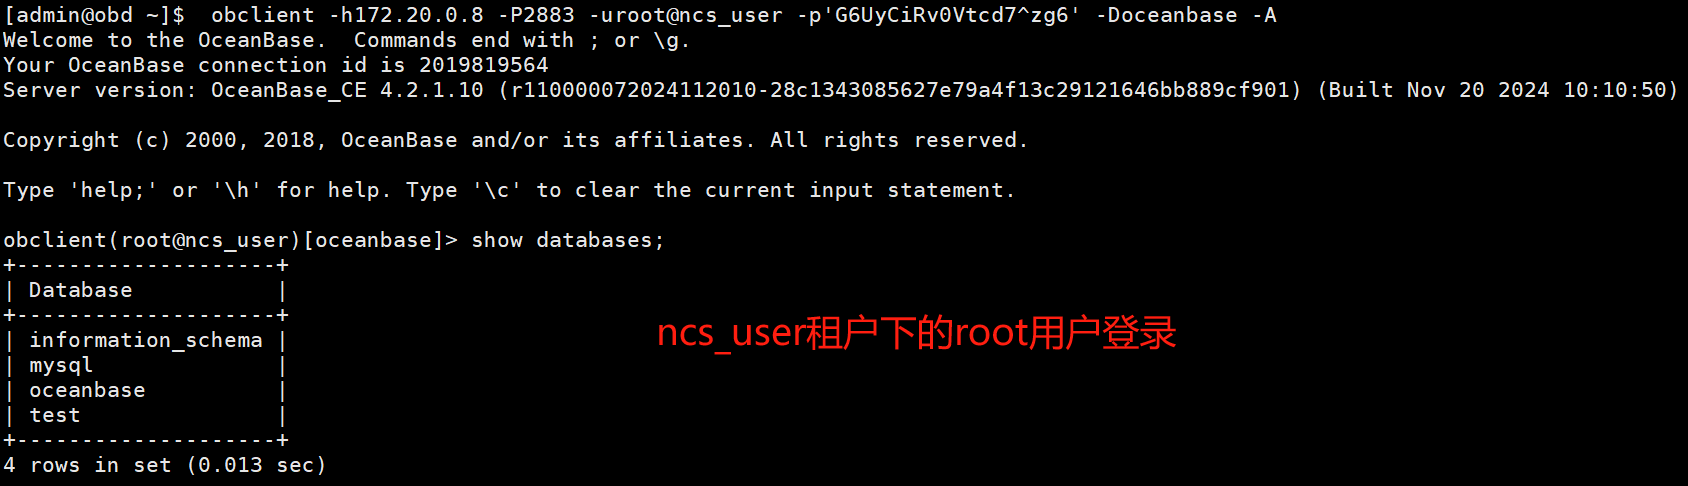 [admin@obd ~]$  obclient -h172.20.0.8 -P2883 -uroot@ncs_user -p'G6UyCiRv0Vtcd7^zg6' -Doceanbase -A
Welcome to the OceanBase.  Commands end with ; or \g.
Your OceanBase connection id is 2019819564
Server version: OceanBase_CE 4.2.1.10 (r110000072024112010-28c1343085627e79a4f13c29121646bb889cf901) (Built Nov 20 2024 10:10:50)
Copyright (c) 2000, 2018, OceanBase and/or its affiliates. All rights reserved.
Type 'help;' or '\h' for help. Type '\c' to clear the current input statement.
obclient(root@ncs_user)[oceanbase]> show databases;
+--------------------+
| Database           |
+--------------------+
| information_schema |
| mysql              |
| oceanbase          |
| test               |
+--------------------+
4 rows in set (0.013 sec)
ncs_user租户下的root用户登录